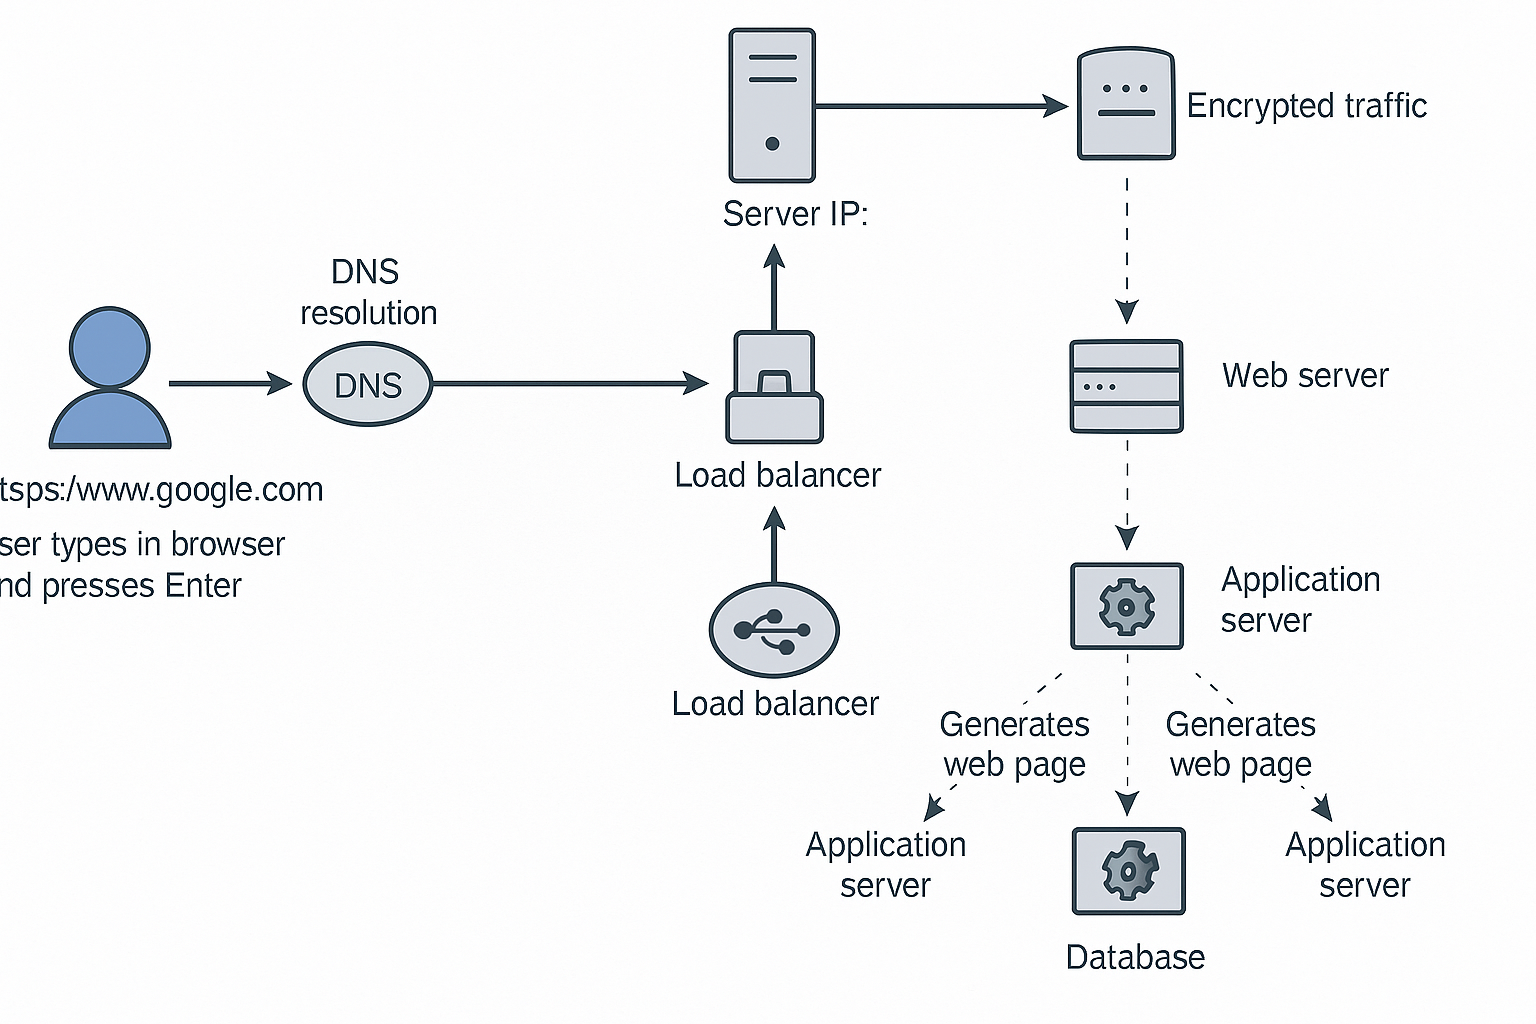 Server IP:
Encrypted traffic
DNS
resolution
DNS
tsps:/www.google.com
ser types in browser
nd presses Enter
Load balancer
Load balancer
Web server
Application
server
Generates
web page
Generates
web page
Application
server
Application
server
Database